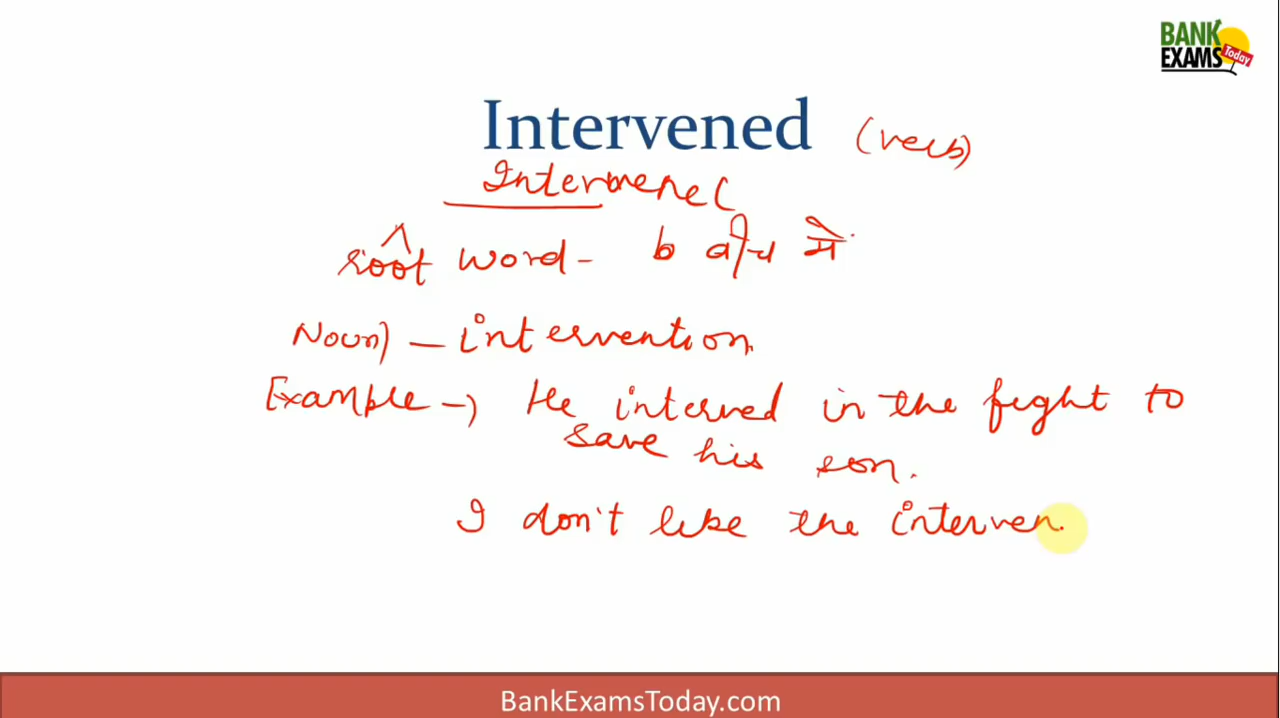 BANK
EXAMS Today
Intervened (verb)
Intervened
root word - में
Noun) - intervention
Example -> He interved in the fight to
save his son.
I don't like the interven
BankExamsToday.com